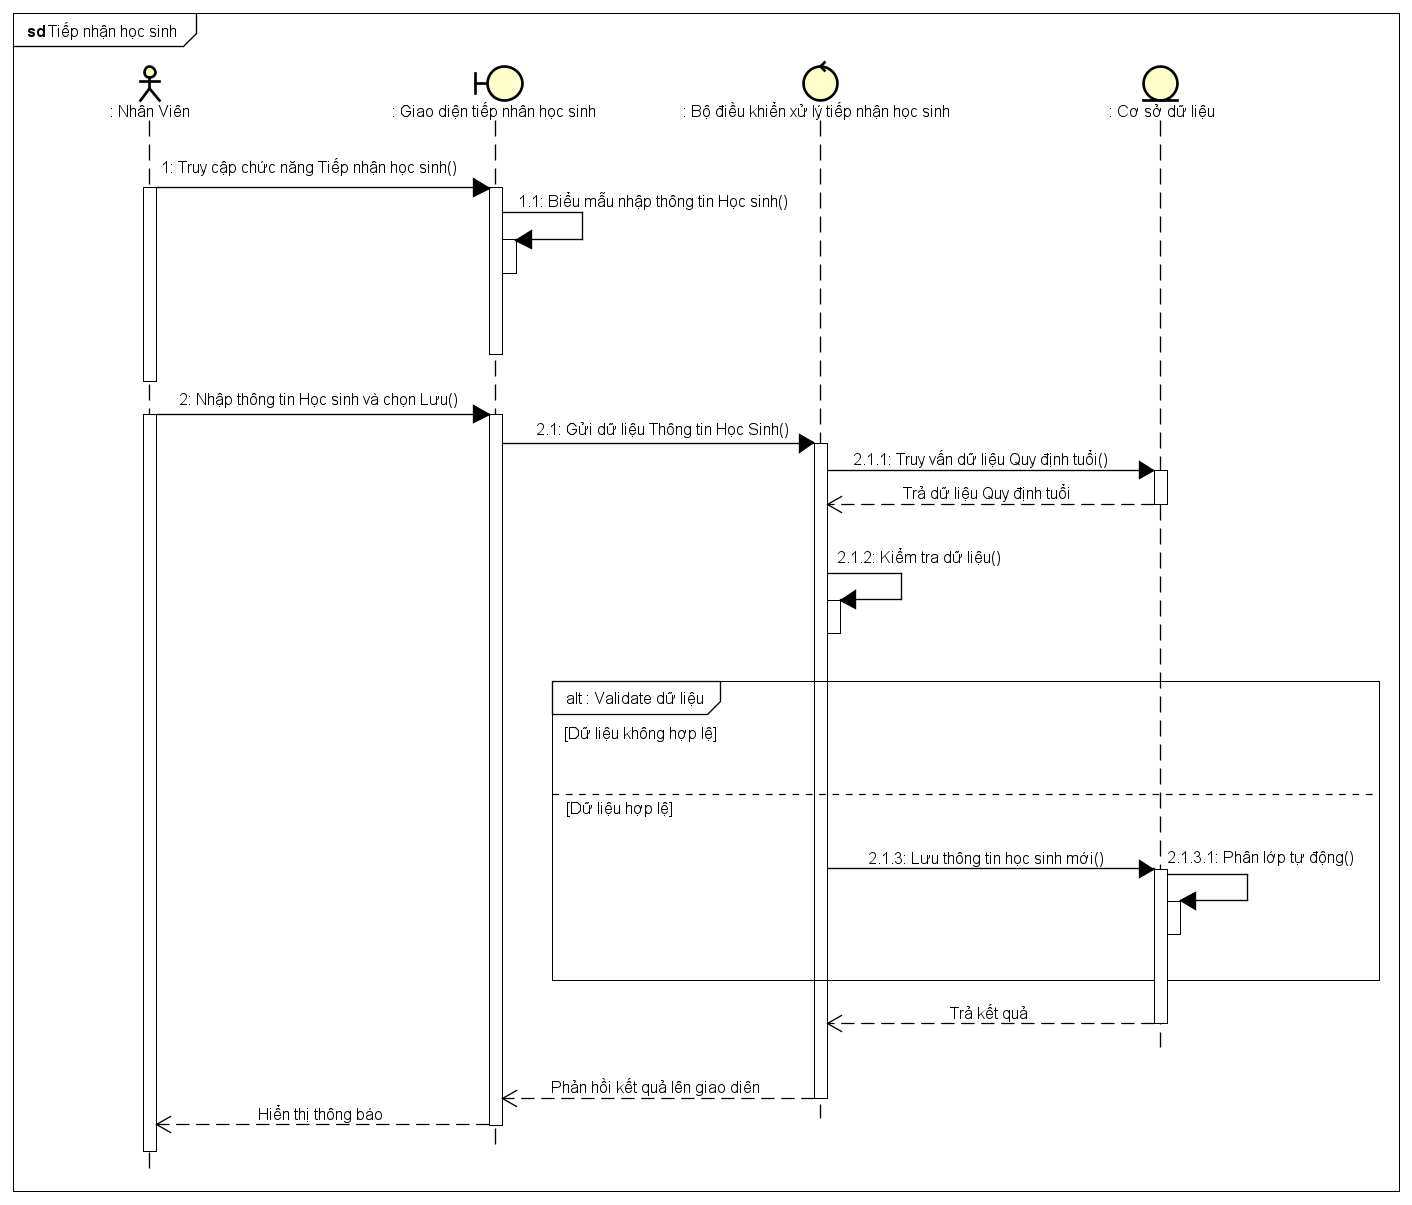 sd Tiếp nhận học sinh
: Nhân Viên
: Giao diện tiếp nhân học sinh
: Bộ điều khiển xử lý tiếp nhận học sinh
: Cơ sở dữ liệu
1: Truy cập chức năng Tiếp nhận học sinh()
1.1: Biểu mẫu nhập thông tin Học sinh()
2: Nhập thông tin Học sinh và chọn Lưu()
2.1: Gửi dữ liệu Thông tin Học Sinh()
2.1.1: Truy vấn dữ liệu Quy định tuổi()
Trả dữ liệu Quy định tuổi
2.1.2: Kiểm tra dữ liệu()
alt : Validate dữ liệu
[Dữ liệu không hợp lệ]
[Dữ liệu hợp lệ]
2.1.3: Lưu thông tin học sinh mới()
2.1.3.1: Phân lớp tự động()
Trả kết quả
Phản hồi kết quả lên giao diên
Hiển thị thông báo